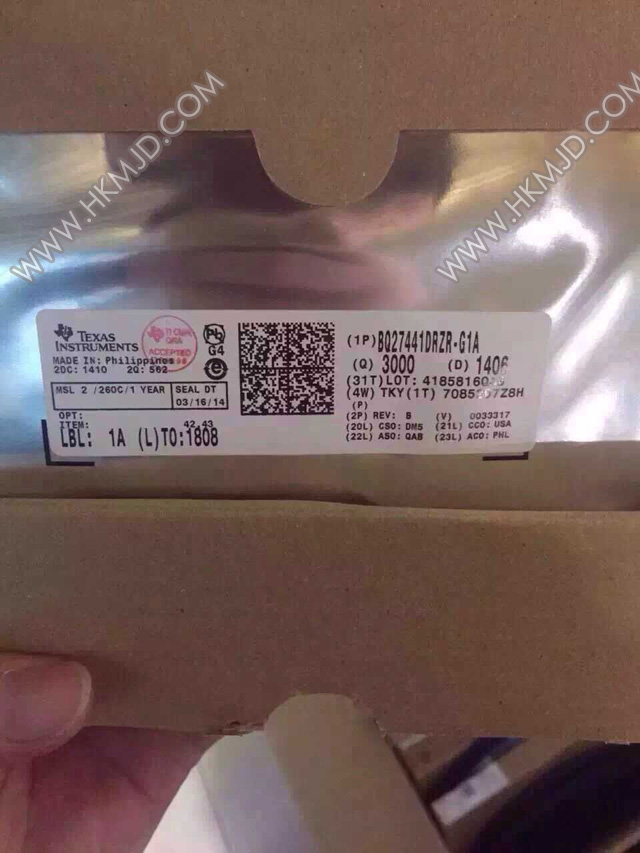 WWW.HKMJD.COM
WWW.HKMJD.COM
TEXAS
INSTRUMENTS
ACCEPTED
G4
MADE IN: Philippines
2DC: 1410 2Q: 562
MSL 2 /260C/1 YEAR
SEAL DT
03/16/14
OPT:
ITEM: 42,43
LBL: 1A (L)TO:1808
(1P)BQ27441DRZR-G1A
(Q) 3000 (D) 1406
(31T)LOT:
(4W) TKY(1T)
(P)
(2P) REV: B (V) 0033317
(20L) CSO: DMS (21L) CCO: USA
(22L) ASO: QAB (23L) ACO: PHL